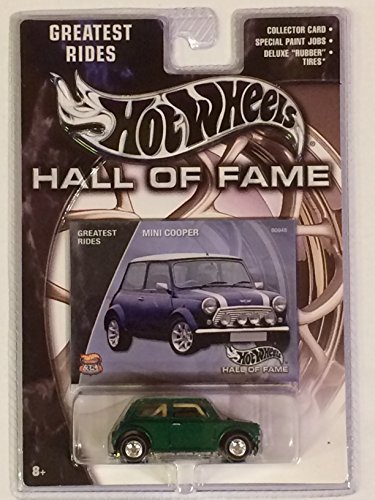 GREATEST
RIDES
COLLECTOR CARD •
SPECIAL PAINT JOBS •
DELUXE "RUBBER" •
TIRES
HOT WHEELS
HALL OF FAME
GREATEST
RIDES
MINI COOPER
HOT WHEELS
HALL OF FAME
8+